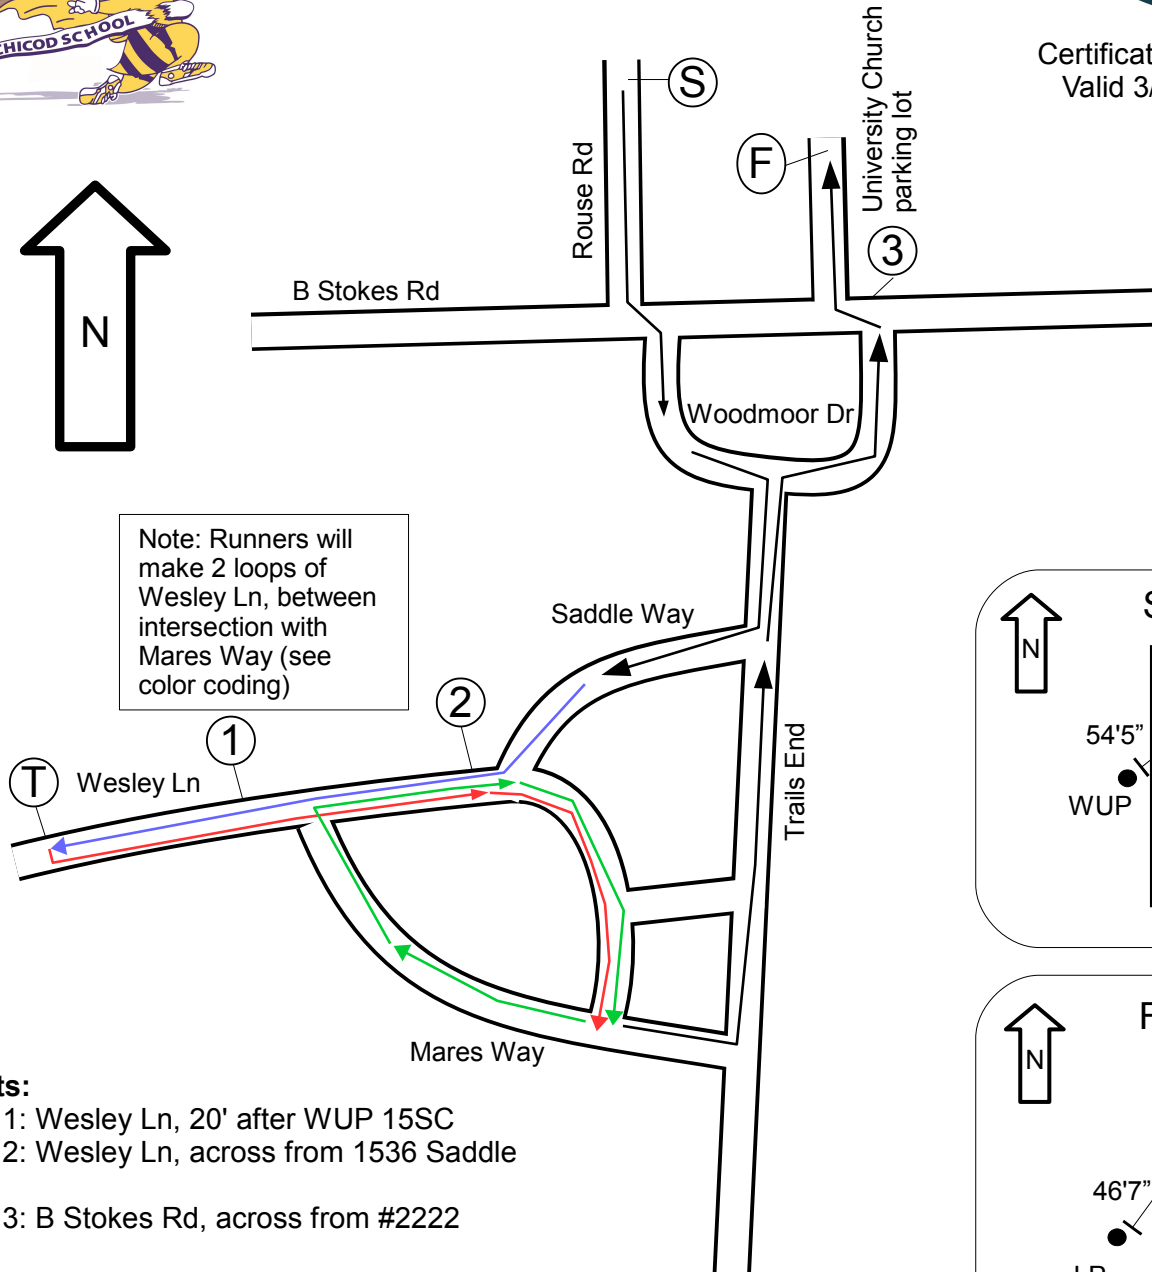 CHICOD SCHOOL
S
University Church
parking lot
Certificat
Valid 3/
F
Rouse Rd
3
B Stokes Rd
N
Woodmoor Dr
Note: Runners will
make 2 loops of
Wesley Ln, between
intersection with
Mares Way (see
color coding)
Saddle Way
S
N
2
1
54'5”
T
Wesley Ln
Trails End
WUP
F
N
Mares Way
ts:
1: Wesley Ln, 20' after WUP 15SC
2: Wesley Ln, across from 1536 Saddle
3: B Stokes Rd, across from #2222
46'7”